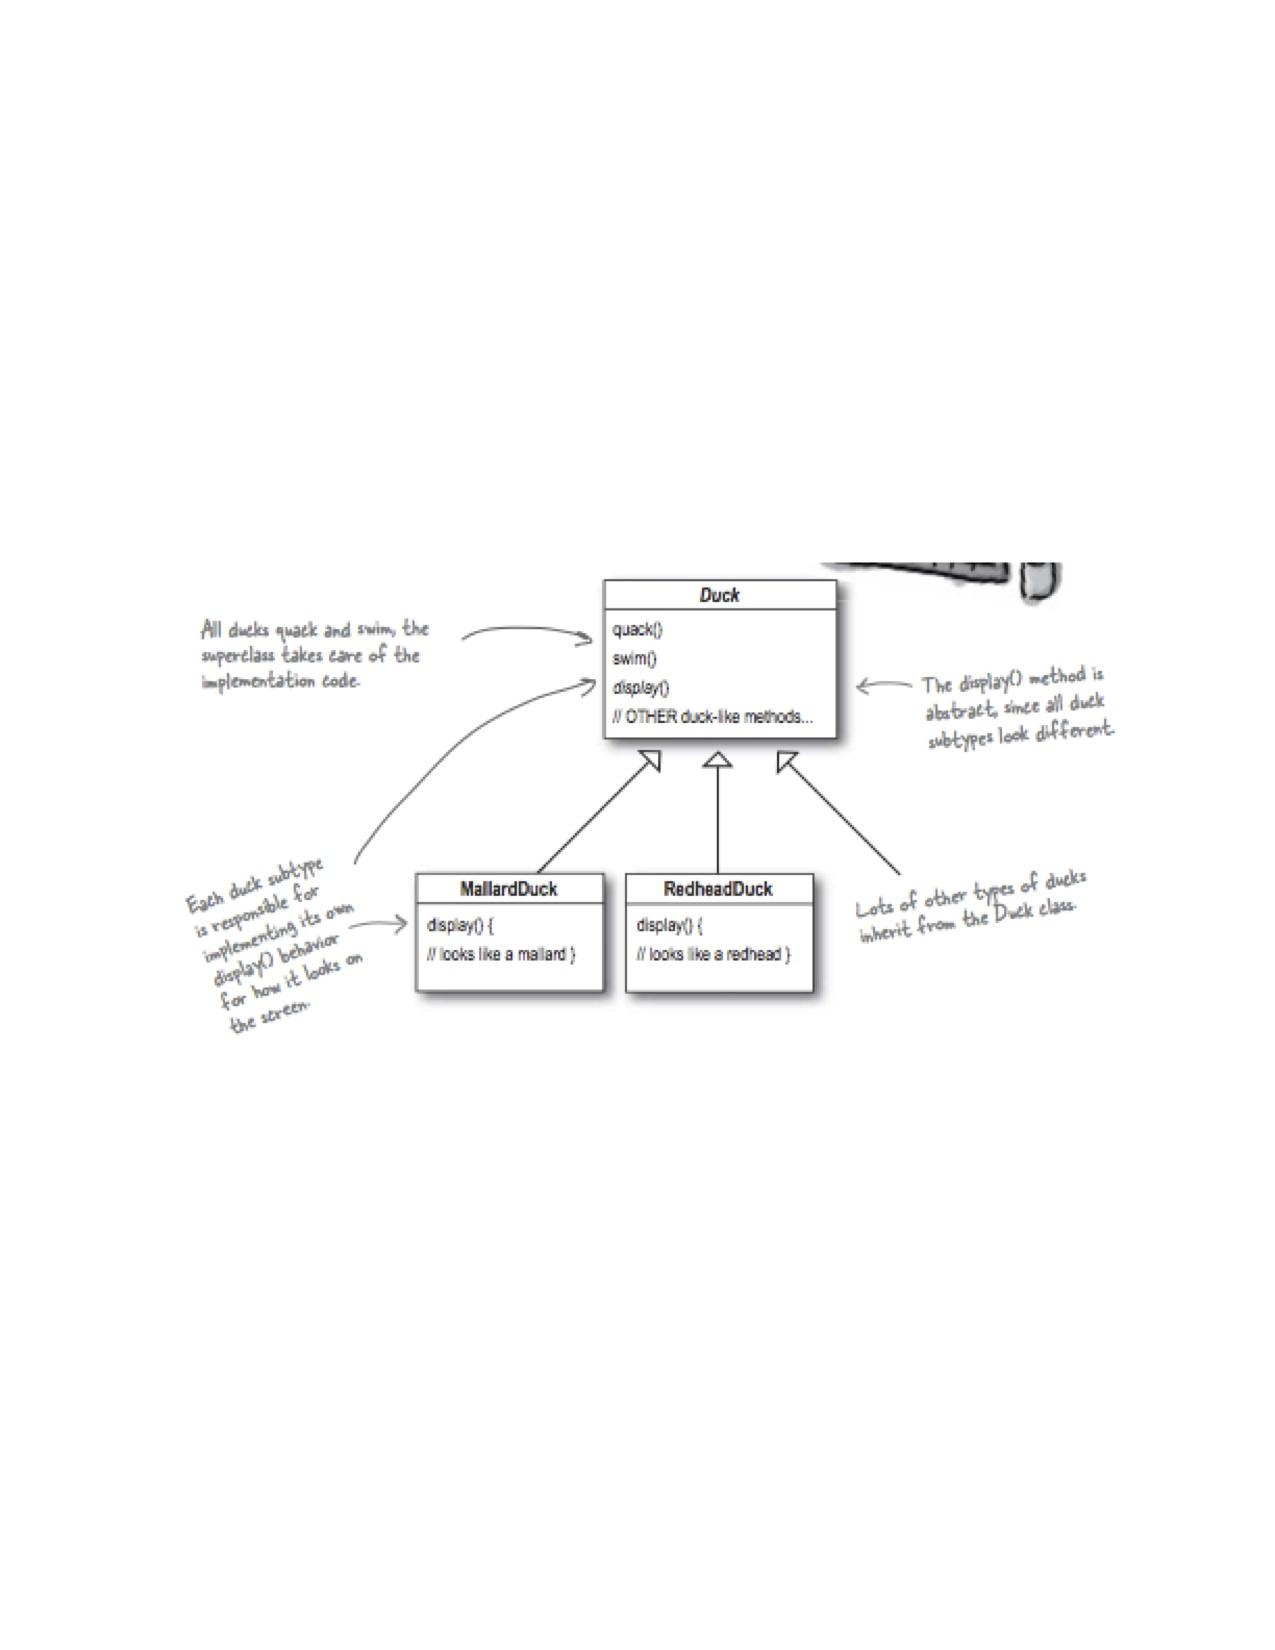 Duck
quack()
swim()
display()
// OTHER duck-like methods...
All ducks quack and swim, the
superclass takes care of the
implementation code.
The display() method is
abstract, since all duck
subtypes look different.
Each duck subtype
is responsible for
implementing its own
display() behavior
for how it looks on
the screen.
MallardDuck
display() {
// looks like a mallard }
RedheadDuck
display() {
// looks like a redhead }
Lots of other types of ducks
inherit from the Duck class.